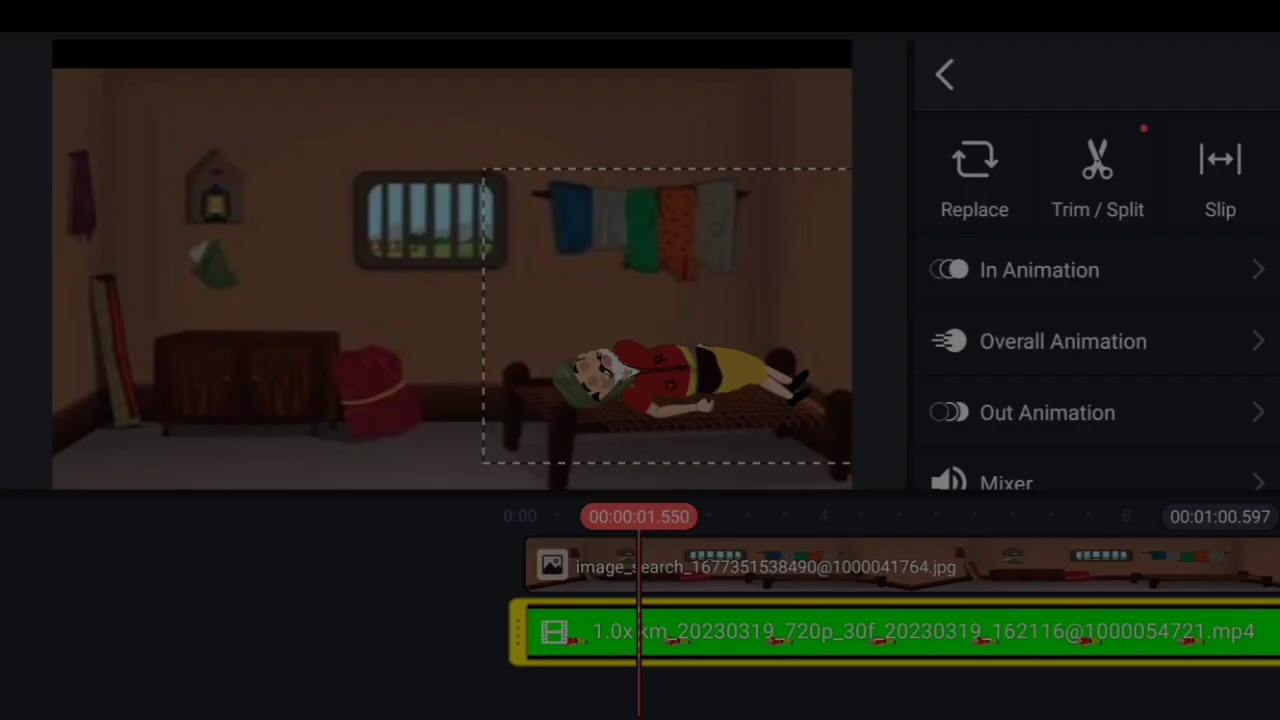 Replace
Trim / Split
Slip
In Animation
Overall Animation
Out Animation
Mixer
0:00
00:00:01.550
4
8
00:01:00.597
image_search_1677351538490@1000041764.jpg
1.0x km_20230319_720p_30f_20230319_162116@1000054721.mp4